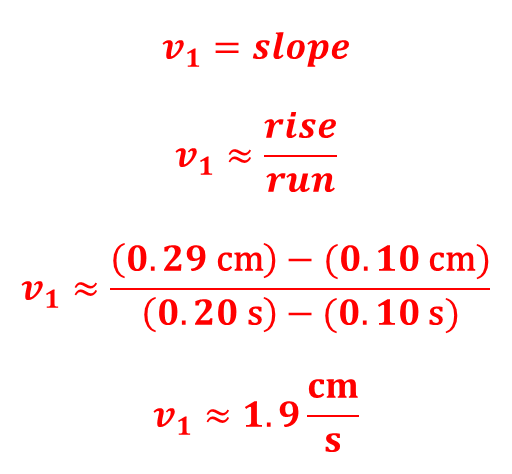 v₁ = slope
v₁ ≈ rise
run
v₁ ≈ (0.29 cm) − (0.10 cm)
(0.20 s) − (0.10 s)
v₁ ≈ 1.9 cm
s